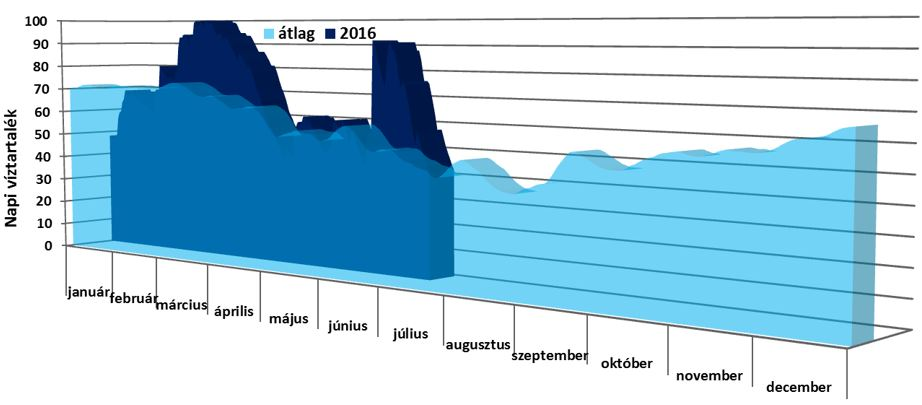 100
90
80
70
60
50
40
30
20
10
0
Napi víztartalék
átlag 2016
január
február
március
április
május
június
július
augusztus
szeptember
október
november
december